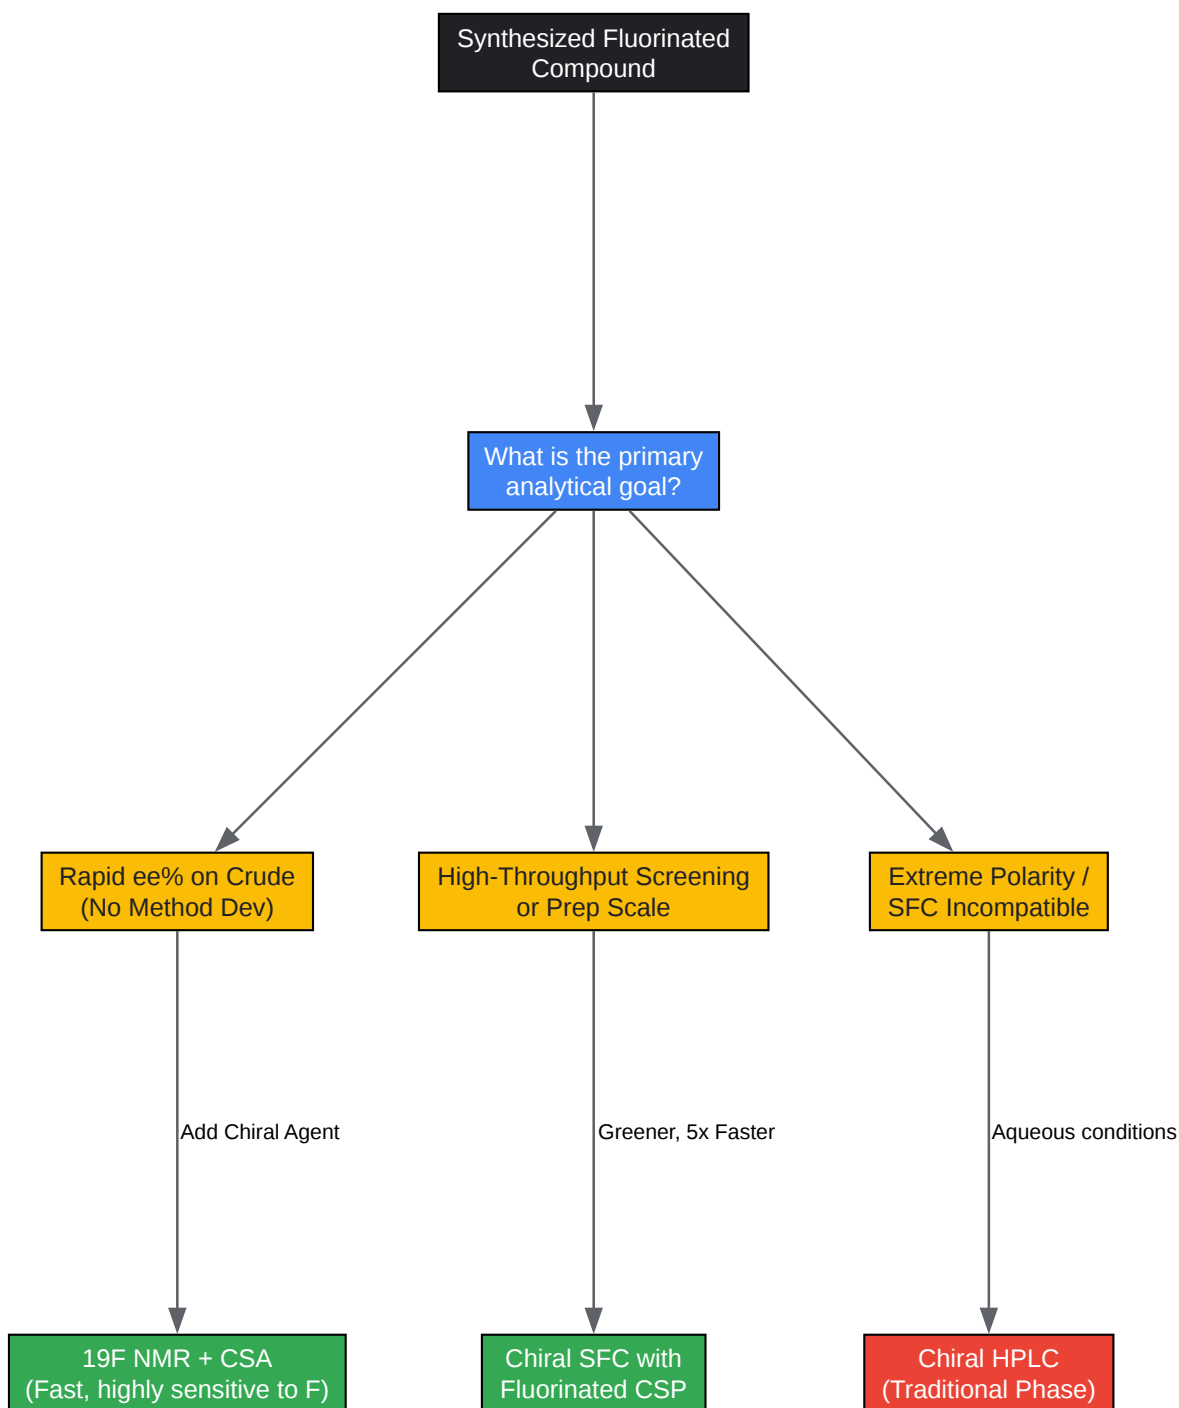 Synthesized Fluorinated
Compound
What is the primary
analytical goal?
Rapid ee% on Crude
(No Method Dev)
High-Throughput Screening
or Prep Scale
Extreme Polarity /
SFC Incompatible
Add Chiral Agent
Greener, 5x Faster
Aqueous conditions
19F NMR + CSA
(Fast, highly sensitive to F)
Chiral SFC with
Fluorinated CSP
Chiral HPLC
(Traditional Phase)